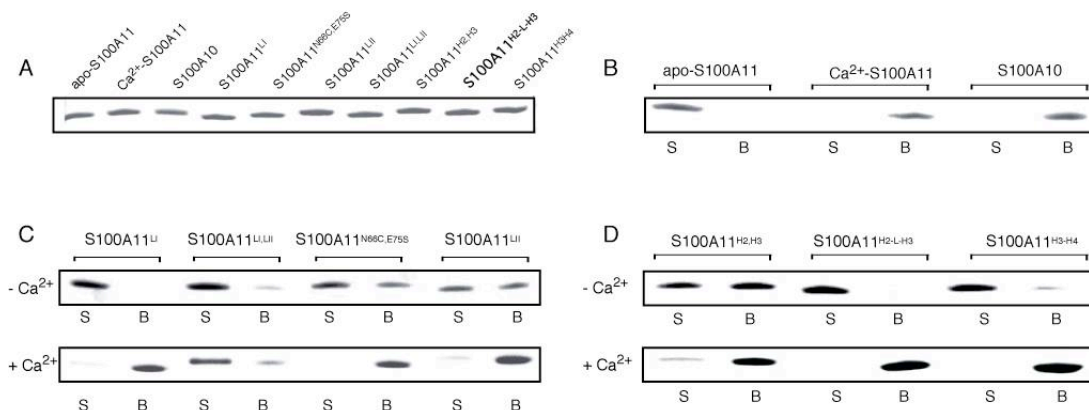 A
apo-S100A11
Ca²⁺-S100A11
S100A10
S100A11ᴸᴵ
S100A11ᴺ⁶⁶ᶜ,ᴱ⁷⁵ˢ
S100A11ᴸᴵᴵ
S100A11ᴸᴵ,ᴸᴵᴵ
S100A11ᴴ²,ᴴ³
S100A11ᴴ²⁻ᴸ⁻ᴴ³
S100A11ᴴ³ᴴ⁴
B
apo-S100A11 Ca²⁺-S100A11 S100A10
S B S B S B
C
S100A11ᴸᴵ S100A11ᴸᴵ,ᴸᴵᴵ S100A11ᴺ⁶⁶ᶜ,ᴱ⁷⁵ˢ S100A11ᴸᴵᴵ
- Ca²⁺
S B S B S B S B
+ Ca²⁺
S B S B S B S B
D
S100A11ᴴ²,ᴴ³ S100A11ᴴ²⁻ᴸ⁻ᴴ³ S100A11ᴴ³⁻ᴴ⁴
- Ca²⁺
S B S B S B
+ Ca²⁺
S B S B S B